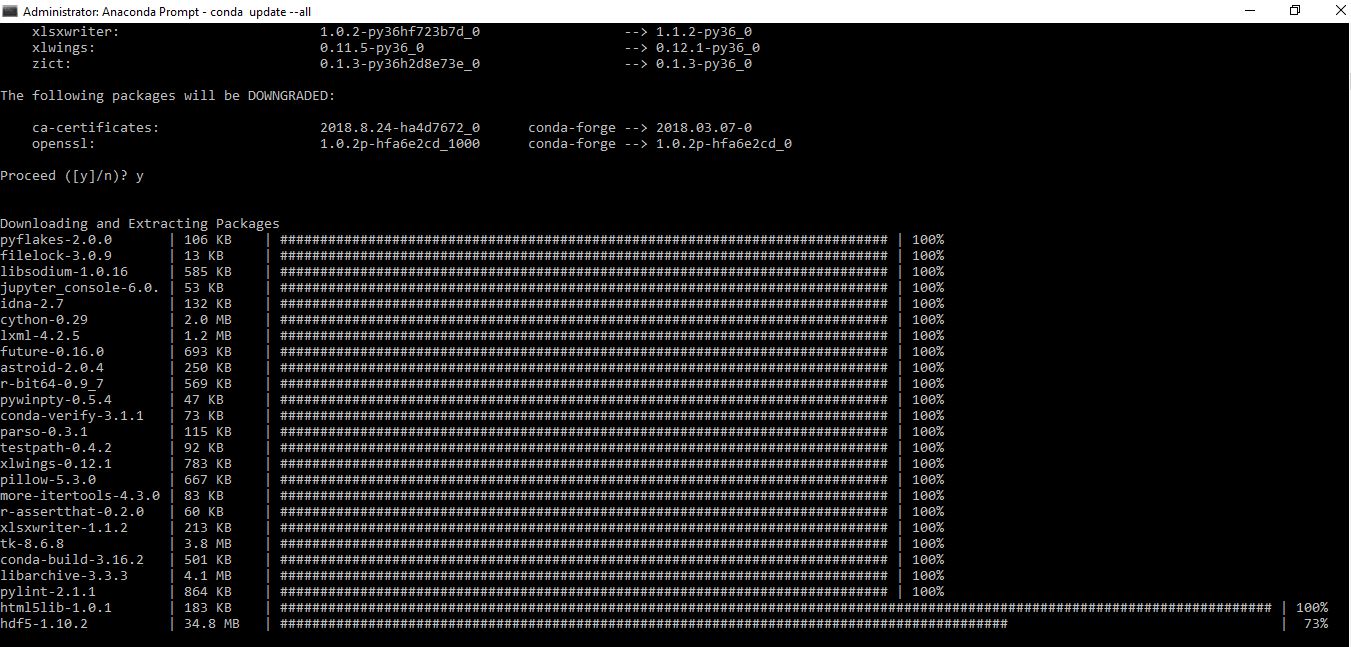 Administrator: Anaconda Prompt - conda  update --all
xlsxwriter: 1.0.2-py36hf723b7d_0 --> 1.1.2-py36_0
xlwings: 0.11.5-py36_0 --> 0.12.1-py36_0
zict: 0.1.3-py36h2d8e73e_0 --> 0.1.3-py36_0
The following packages will be DOWNGRADED:
ca-certificates: 2018.8.24-ha4d7672_0 conda-forge --> 2018.03.07-0
openssl: 1.0.2p-hfa6e2cd_1000 conda-forge --> 1.0.2p-hfa6e2cd_0
Proceed ([y]/n)? y
Downloading and Extracting Packages
pyflakes-2.0.0 | 106 KB | ############################################################################ | 100%
filelock-3.0.9 | 13 KB | ############################################################################ | 100%
libsodium-1.0.16 | 585 KB | ############################################################################ | 100%
jupyter_console-6.0. | 53 KB | ############################################################################ | 100%
idna-2.7 | 132 KB | ############################################################################ | 100%
cython-0.29 | 2.0 MB | ############################################################################ | 100%
lxml-4.2.5 | 1.2 MB | ############################################################################ | 100%
future-0.16.0 | 693 KB | ############################################################################ | 100%
astroid-2.0.4 | 250 KB | ############################################################################ | 100%
r-bit64-0.9_7 | 569 KB | ############################################################################ | 100%
pywinpty-0.5.4 | 47 KB | ############################################################################ | 100%
conda-verify-3.1.1 | 73 KB | ############################################################################ | 100%
parso-0.3.1 | 115 KB | ############################################################################ | 100%
testpath-0.4.2 | 92 KB | ############################################################################ | 100%
xlwings-0.12.1 | 783 KB | ############################################################################ | 100%
pillow-5.3.0 | 667 KB | ############################################################################ | 100%
more-itertools-4.3.0 | 83 KB | ############################################################################ | 100%
r-assertthat-0.2.0 | 60 KB | ############################################################################ | 100%
xlsxwriter-1.1.2 | 213 KB | ############################################################################ | 100%
tk-8.6.8 | 3.8 MB | ############################################################################ | 100%
conda-build-3.16.2 | 501 KB | ############################################################################ | 100%
libarchive-3.3.3 | 4.1 MB | ############################################################################ | 100%
pylint-2.1.1 | 864 KB | ############################################################################ | 100%
html5lib-1.0.1 | 183 KB | ############################################################################################################################ | 100%
hdf5-1.10.2 | 34.8 MB | ########################################################################################### | 73%